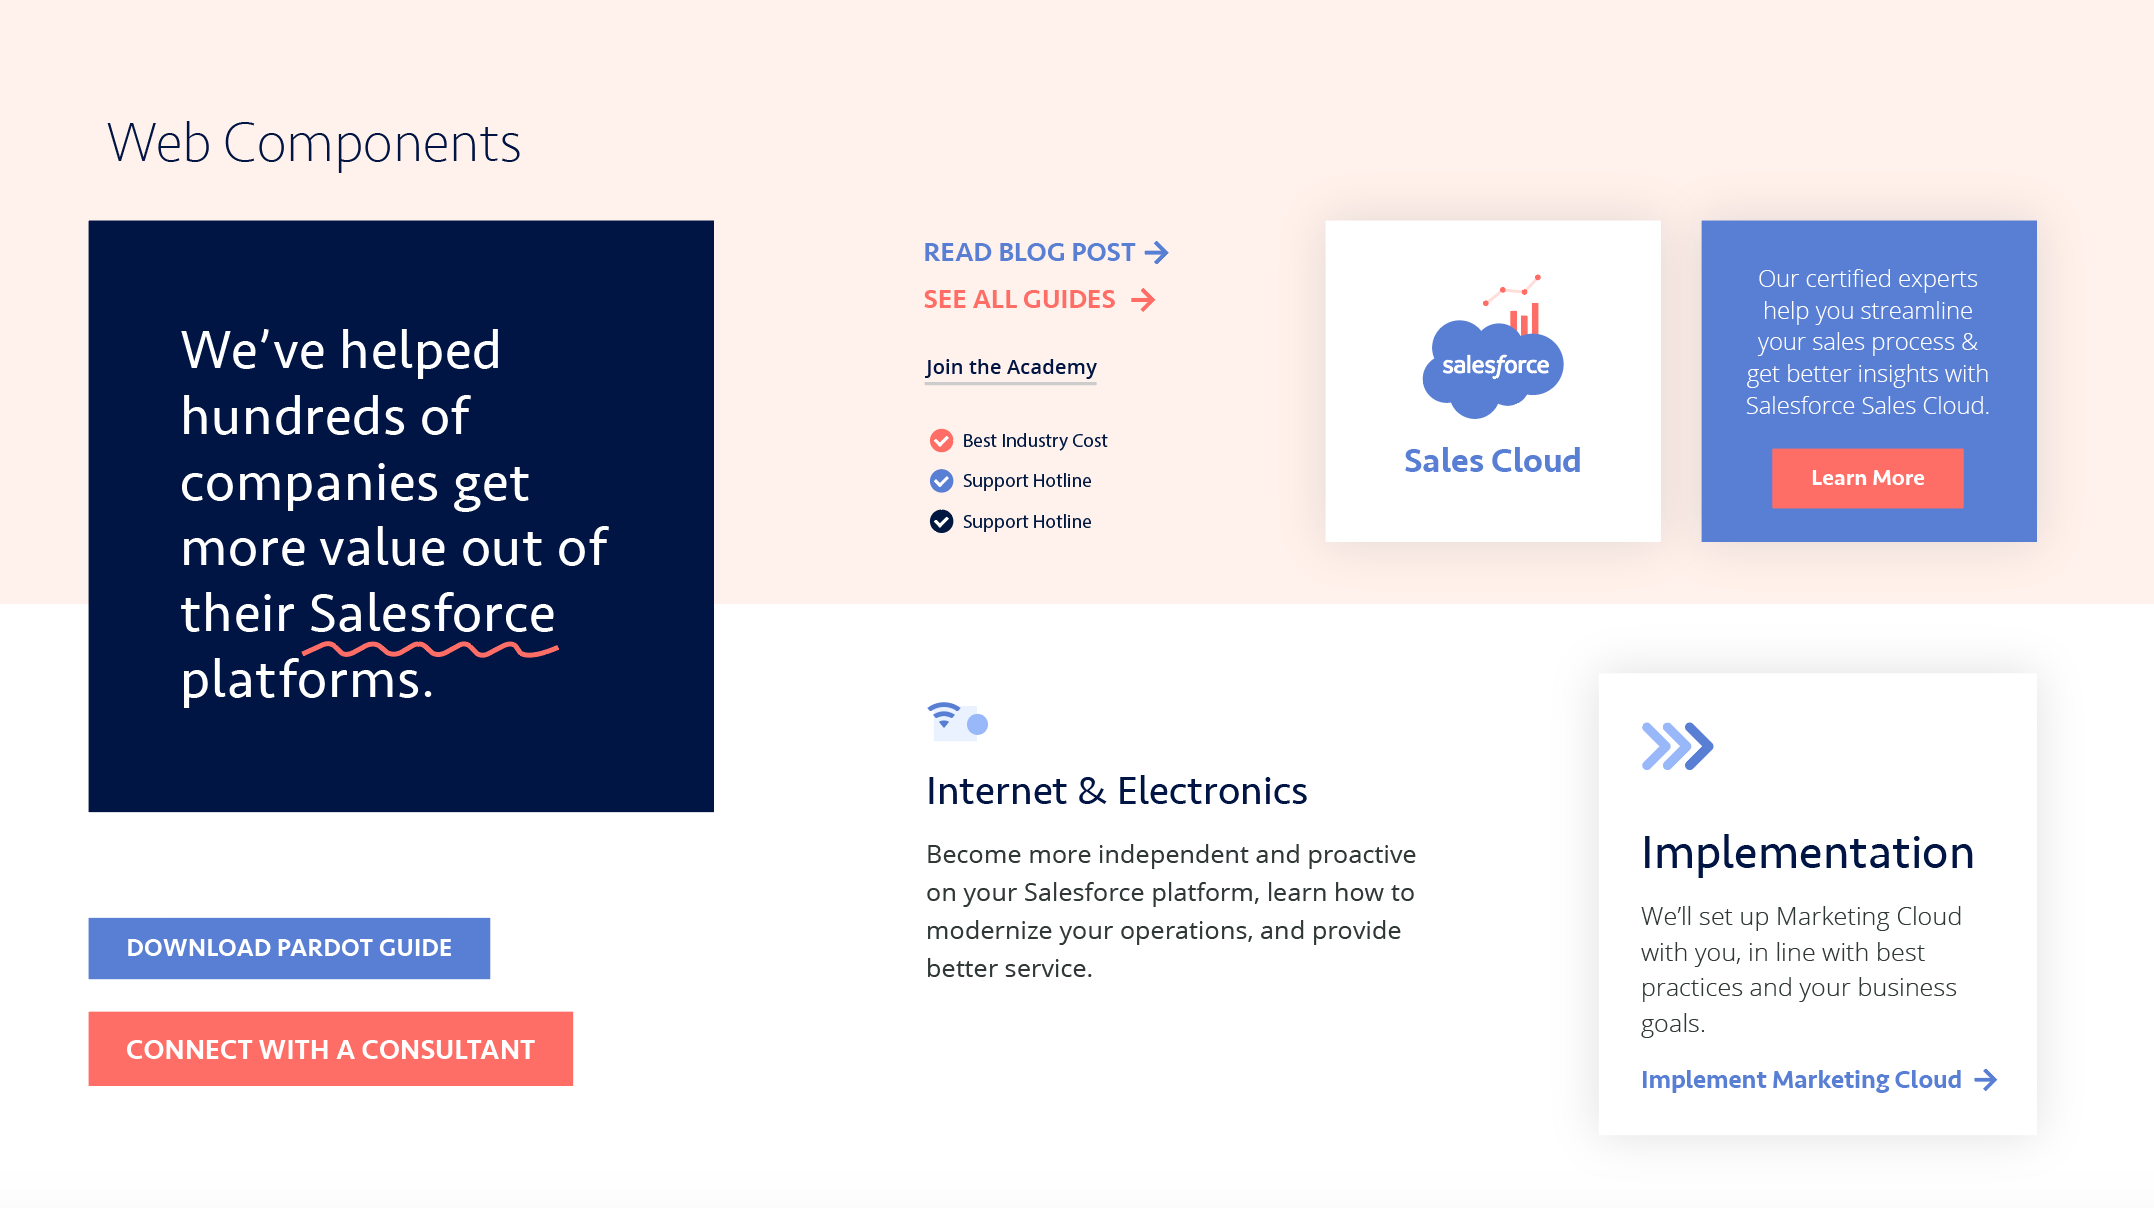 Web Components
We’ve helped
hundreds of
companies get
more value out of
their Salesforce
platforms.
DOWNLOAD PARDOT GUIDE
CONNECT WITH A CONSULTANT
READ BLOG POST
SEE ALL GUIDES
Join the Academy
Best Industry Cost
Support Hotline
Support Hotline
salesforce
Sales Cloud
Our certified experts
help you streamline
your sales process &
get better insights with
Salesforce Sales Cloud.
Learn More
Internet & Electronics
Become more independent and proactive
on your Salesforce platform, learn how to
modernize your operations, and provide
better service.
Implementation
We’ll set up Marketing Cloud
with you, in line with best
practices and your business
goals.
Implement Marketing Cloud